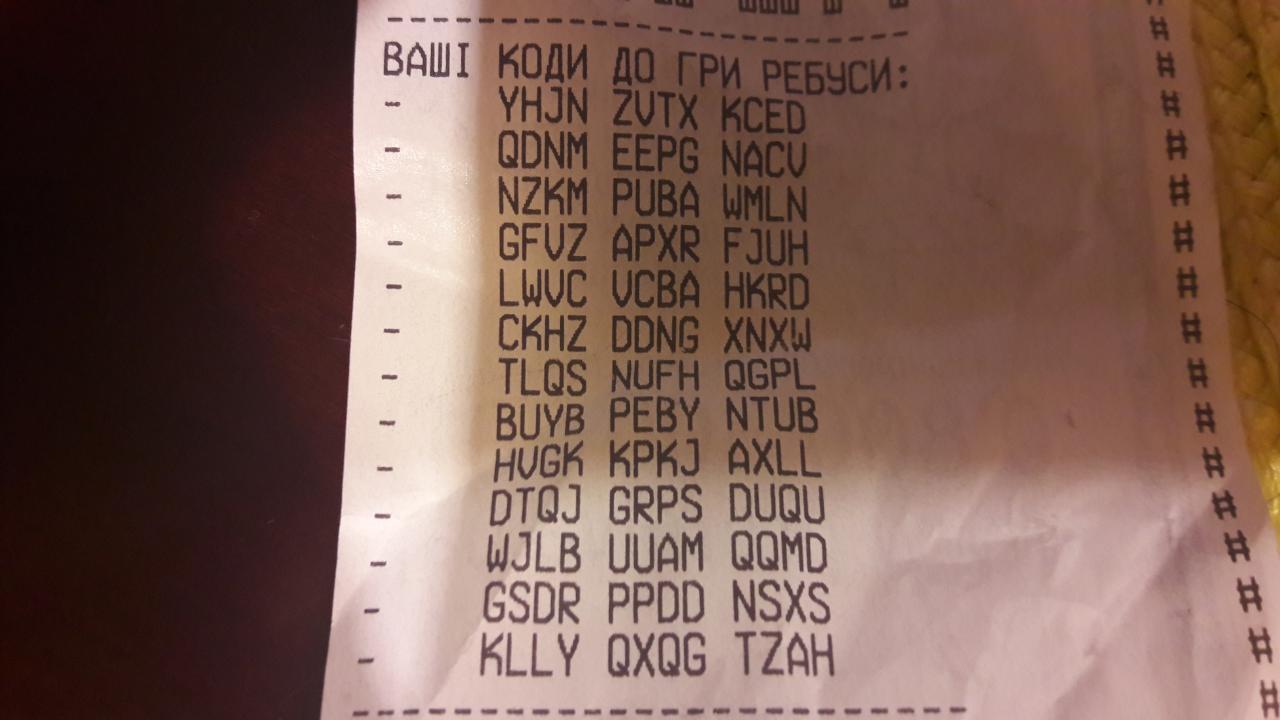 ВАШІ КОДИ ДО ГРИ РЕБУСИ:
- YHJN ZVTX KCED
- QDNM EEPG NACV
- NZKM PUBA WMLN
- GFVZ APXR FJUH
- LWVC VCBA HKRD
- CKHZ DDNG XNXW
- TLQS NUFH QGPL
- BUYB PEBY NTUB
- HVGK KPKJ AXLL
- DTQJ GRPS DUQU
- WJLB UUAM QQMD
- GSDR PPDD NSXS
- KLLY QXQG TZAH